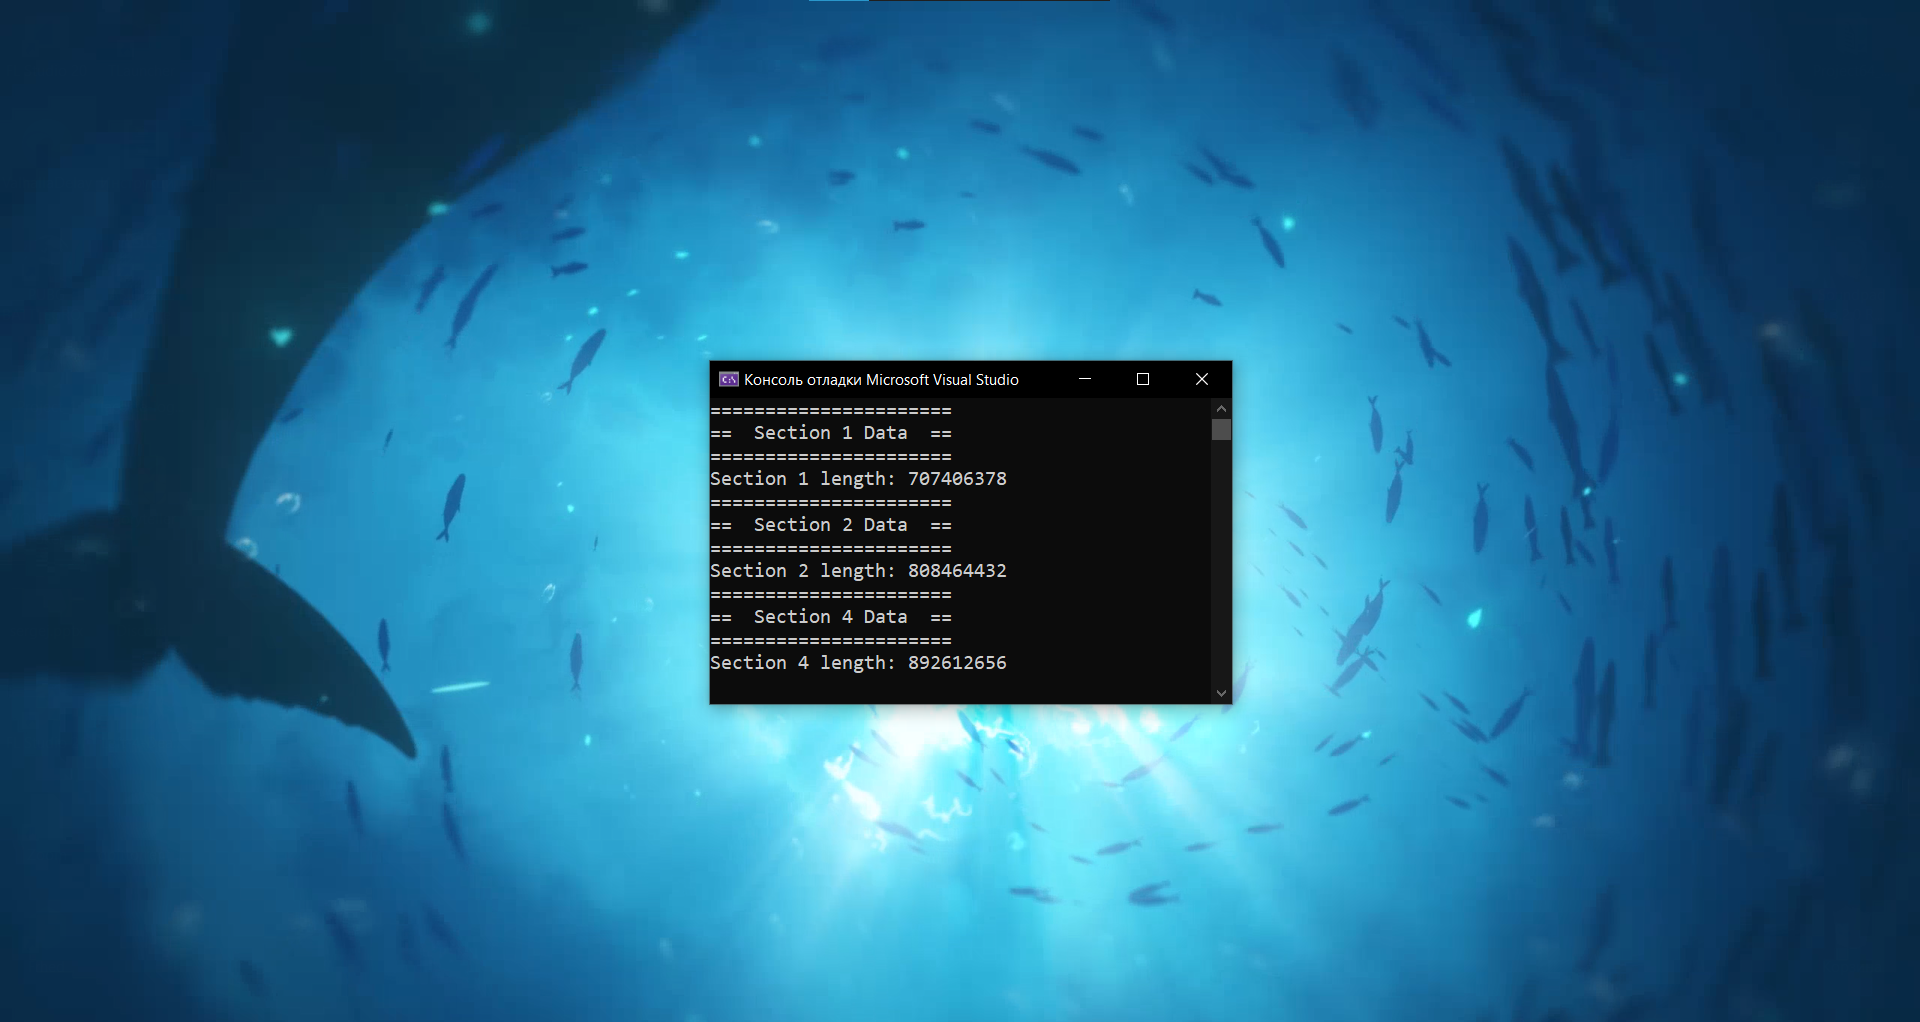 Консоль отладки Microsoft Visual Studio
======================
==  Section 1 Data  ==
======================
Section 1 length: 707406378
======================
==  Section 2 Data  ==
======================
Section 2 length: 808464432
======================
==  Section 4 Data  ==
======================
Section 4 length: 892612656